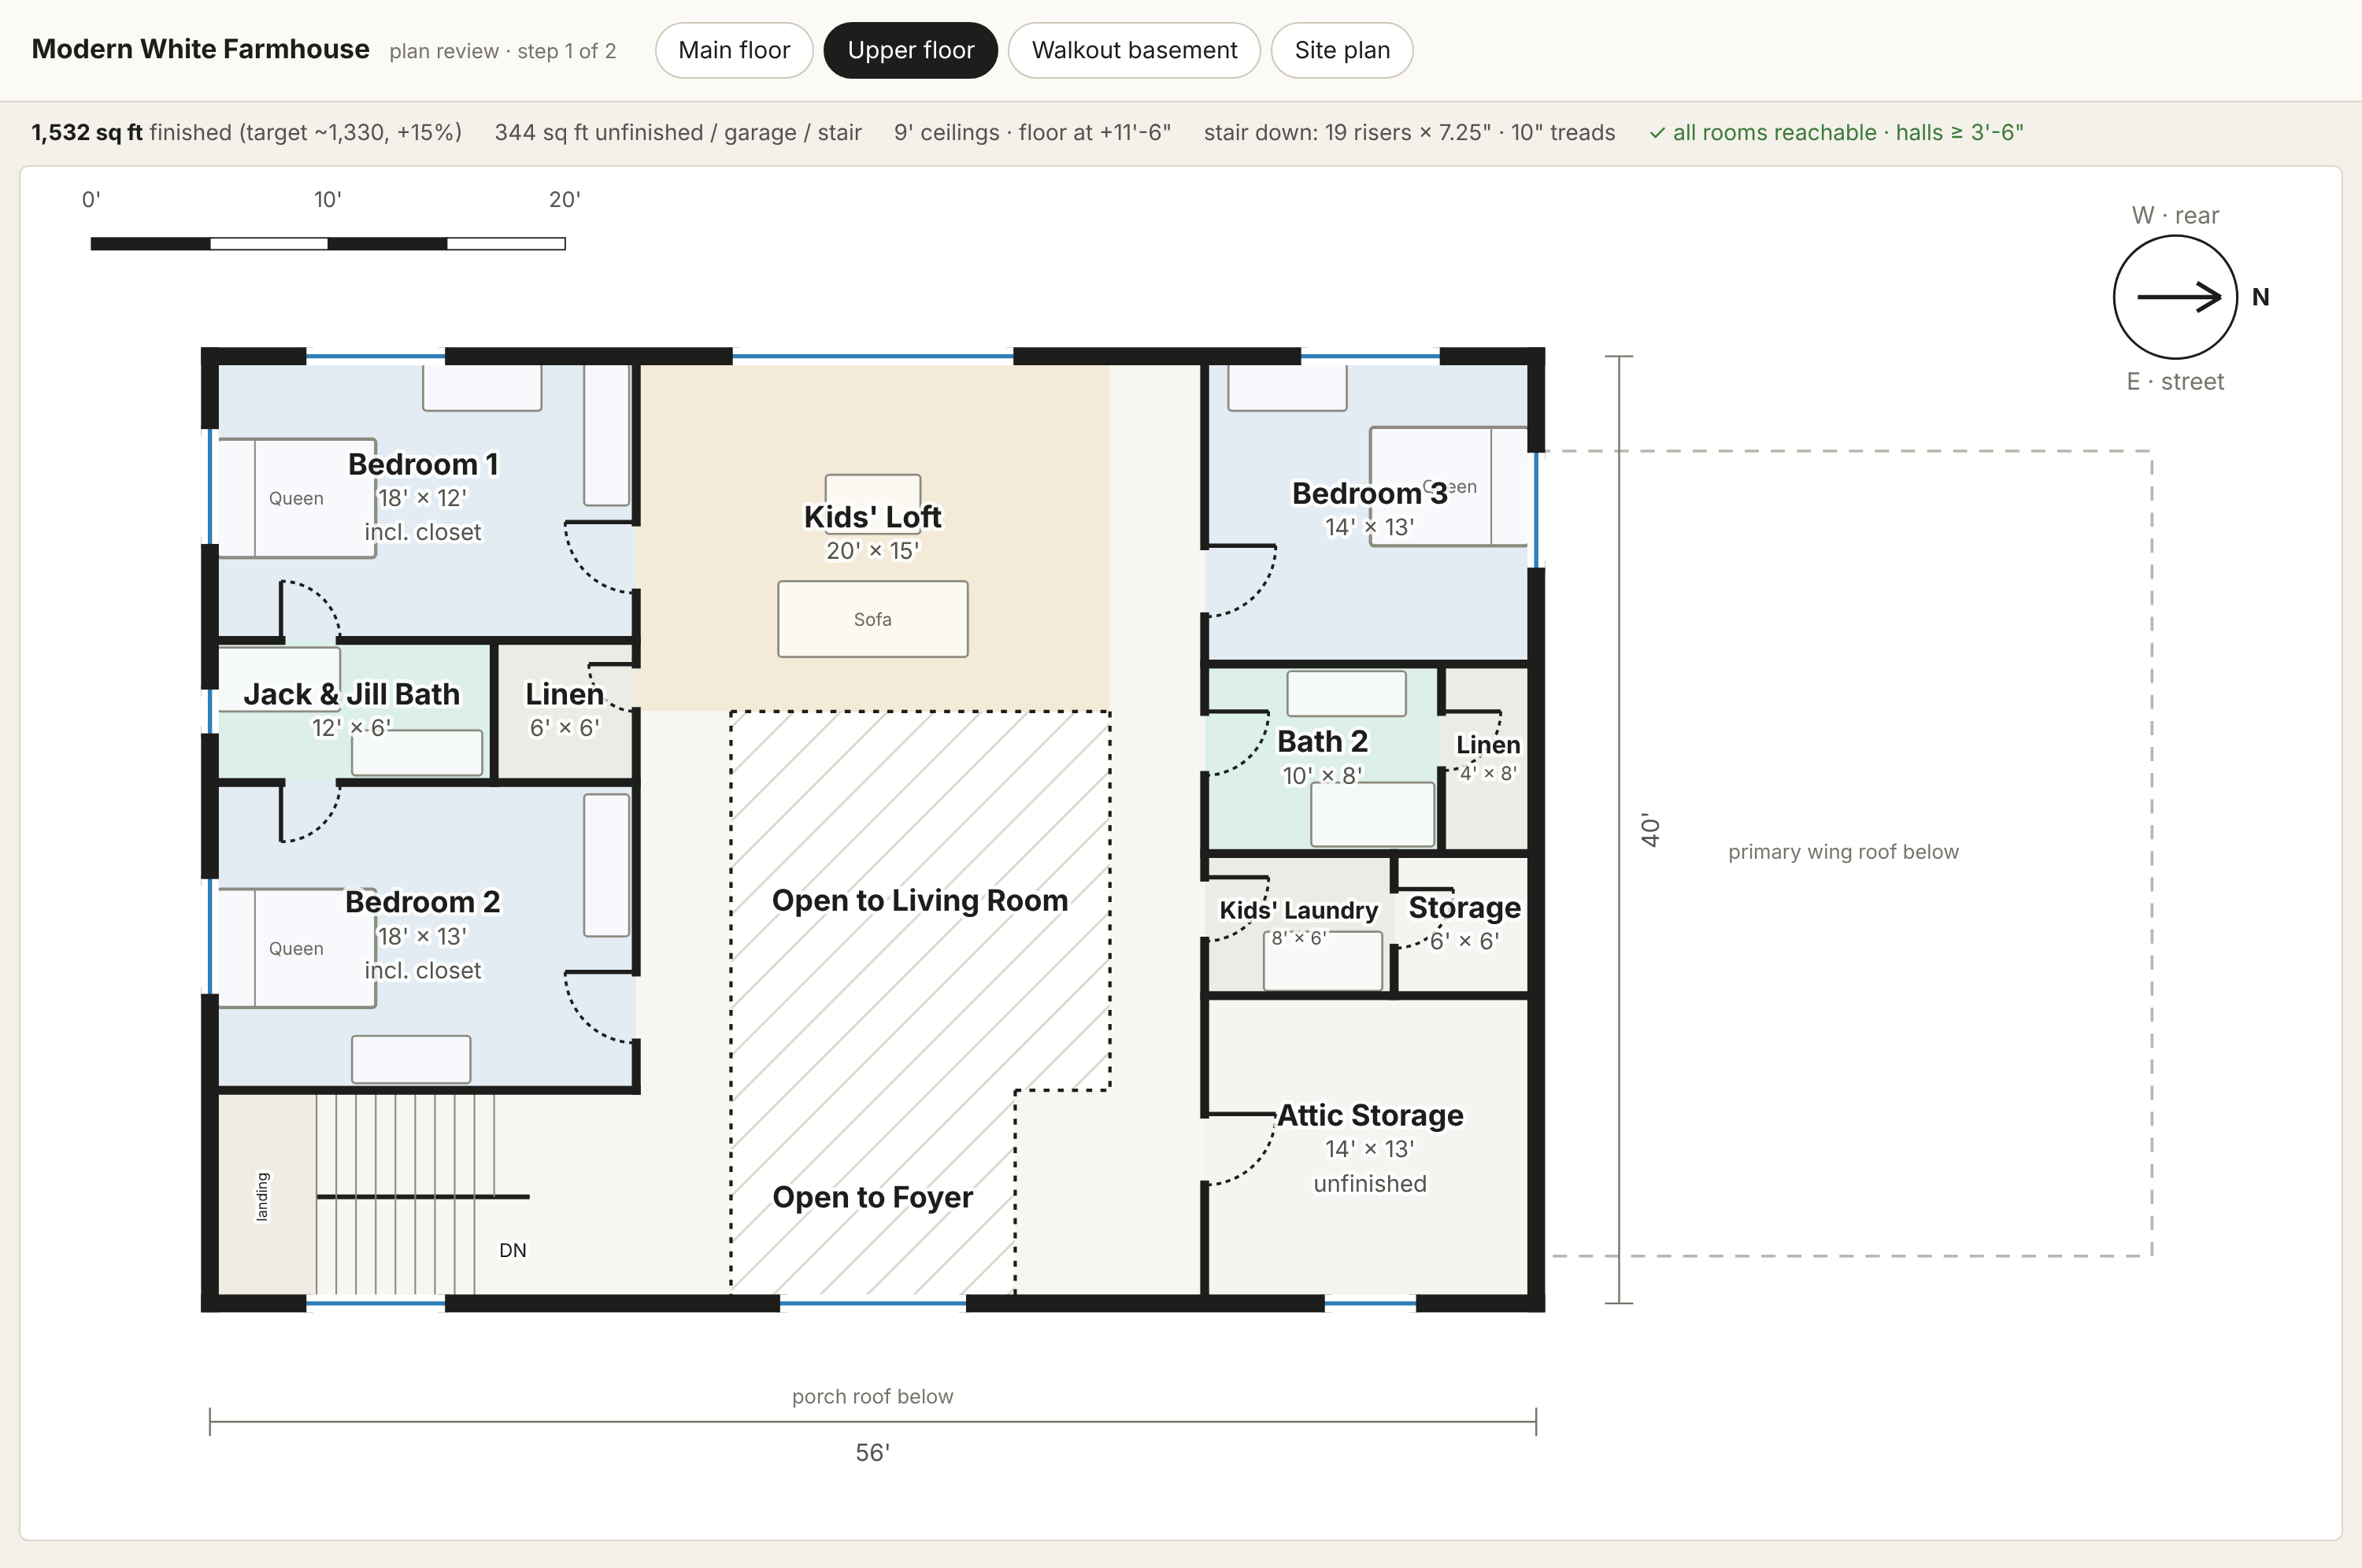 Modern White Farmhouse plan review · step 1 of 2 Main floor Upper floor Walkout basement Site plan
1,532 sq ft finished (target ~1,330, +15%) 344 sq ft unfinished / garage / stair 9' ceilings · floor at +11'-6" stair down: 19 risers × 7.25" · 10" treads ✓ all rooms reachable · halls ≥ 3'-6"
0' 10' 20'
W · rear
N
E · street
Bedroom 1
18' × 12'
incl. closet
Queen
Kids' Loft
20' × 15'
Sofa
Bedroom 3
14' × 13'
Queen
Jack & Jill Bath
12' × 6'
Linen
6' × 6'
Bath 2
10' × 8'
Linen
4' × 8'
40'
primary wing roof below
Bedroom 2
18' × 13'
incl. closet
Queen
Open to Living Room
Kids' Laundry
8' × 6'
Storage
6' × 6'
Attic Storage
14' × 13'
unfinished
landing
DN
Open to Foyer
porch roof below
56'